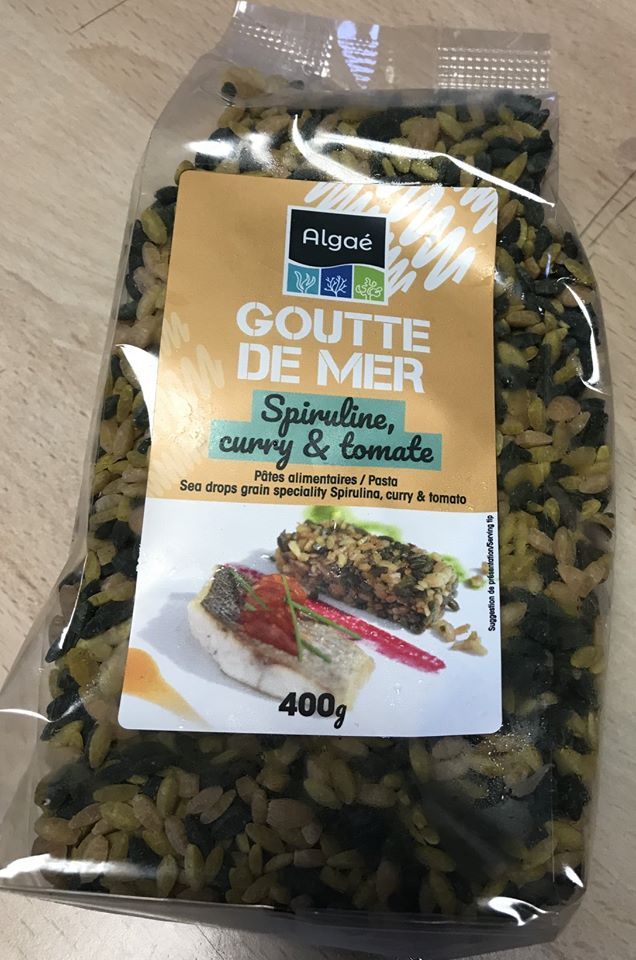 Algaé
GOUTTE
DE MER
Spiruline,
curry & tomate
Pâtes alimentaires / Pasta
Sea drops grain speciality Spirulina, curry & tomato
Suggestion de présentation/Serving tip
400g